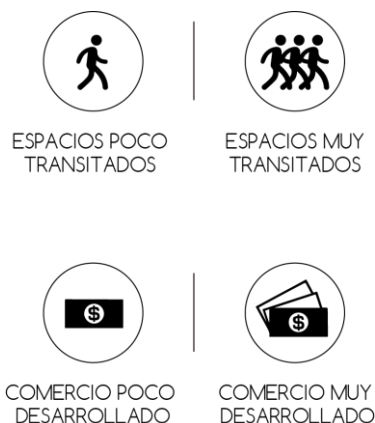 ESPACIOS POCO
TRANSITADOS
ESPACIOS MUY
TRANSITADOS
$
$
COMERCIO POCO
DESARROLLADO
COMERCIO MUY
DESARROLLADO